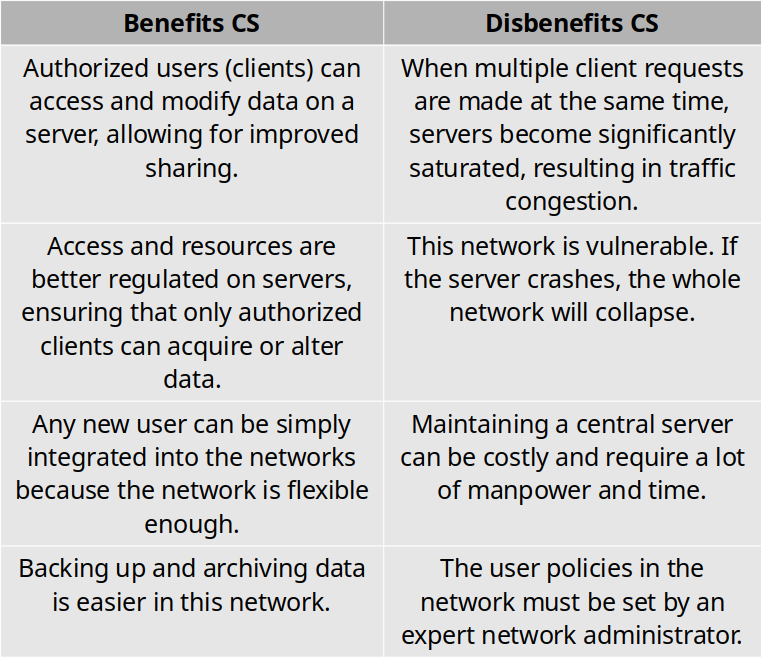 Benefits CS
Disbenefits CS
Authorized users (clients) can
access and modify data on a
server, allowing for improved
sharing.
When multiple client requests
are made at the same time,
servers become significantly
saturated, resulting in traffic
congestion.
Access and resources are
better regulated on servers,
ensuring that only authorized
clients can acquire or alter
data.
This network is vulnerable. If
the server crashes, the whole
network will collapse.
Any new user can be simply
integrated into the networks
because the network is flexible
enough.
Maintaining a central server
can be costly and require a lot
of manpower and time.
Backing up and archiving data
is easier in this network.
The user policies in the
network must be set by an
expert network administrator.